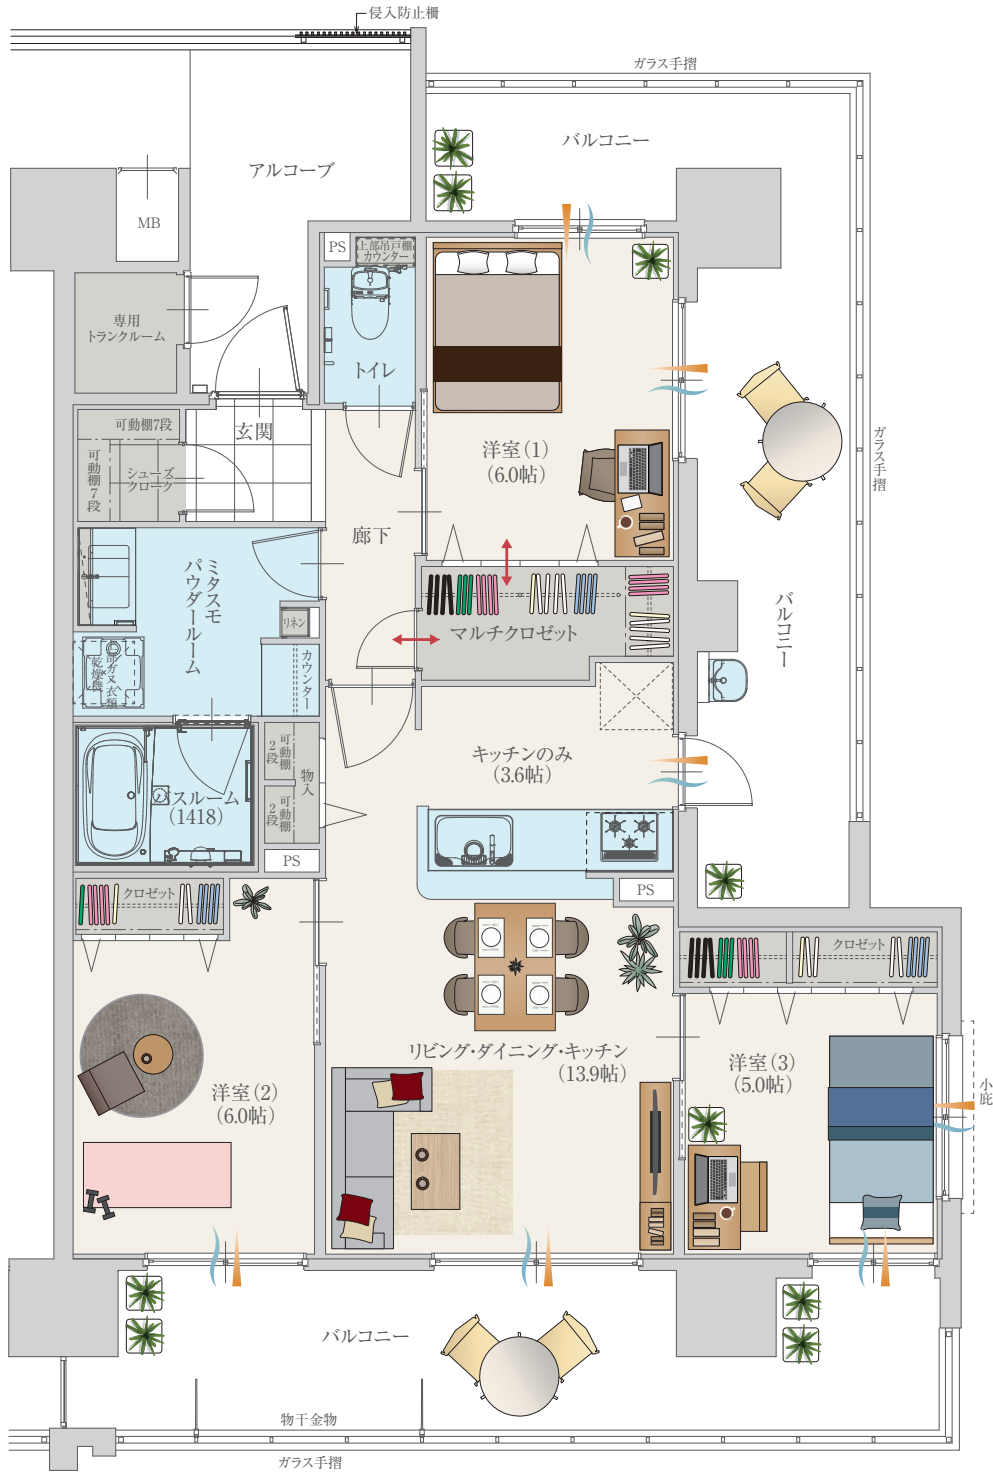 侵入防止柵
ガラス手摺
バルコニー
アルコーブ
MB
PS
上部吊戸棚
カウンター
専用
トランクルーム
トイレ
可動棚7段
玄関
可動棚7段
シューズ
クローク
洋室(1)
(6.0帖)
ガラス手摺
廊下
ミタスモ
パウダールーム
リネン
マルチクロゼット
バルコニー
カウンター
可ガス衣類
乾燥機
キッチンのみ
(3.6帖)
可動棚
2段
物入
可動棚
2段
バスルーム
(1418)
PS
PS
クロゼット
クロゼット
リビング・ダイニング・キッチン
(13.9帖)
洋室(2)
(6.0帖)
洋室(3)
(5.0帖)
小庇
バルコニー
物干金物
ガラス手摺